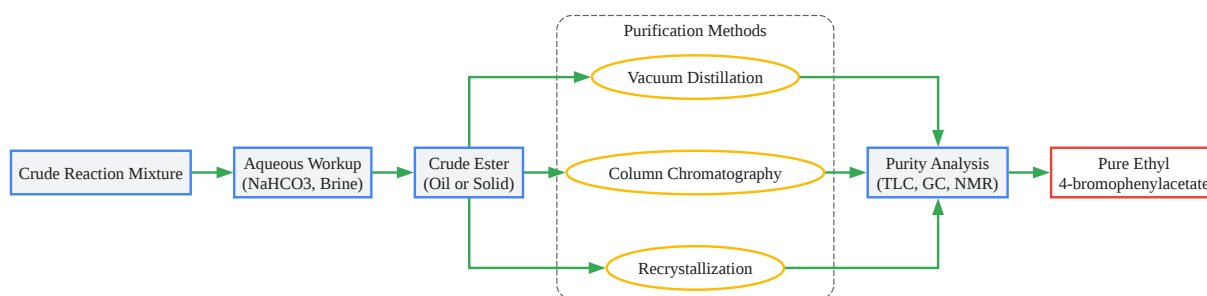 Purification Methods
Vacuum Distillation
Crude Reaction Mixture
Aqueous Workup
(NaHCO3, Brine)
Crude Ester
(Oil or Solid)
Column Chromatography
Purity Analysis
(TLC, GC, NMR)
Pure Ethyl
4-bromophenylacetate
Recrystallization